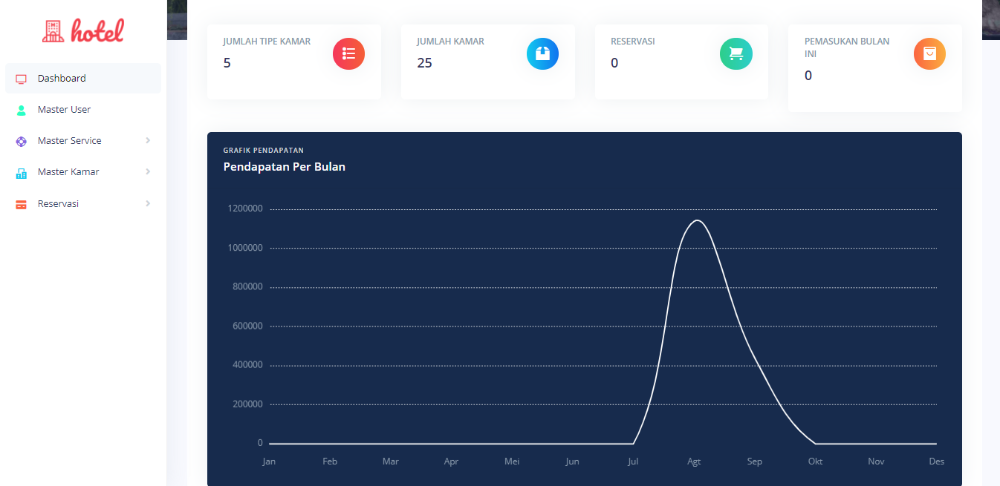 hotel
Dashboard
Master User
Master Service
Master Kamar
Reservasi
JUMLAH TIPE KAMAR
5
JUMLAH KAMAR
25
RESERVASI
0
PEMASUKAN BULAN
INI
0
GRAFIK PENDAPATAN
Pendapatan Per Bulan
1200000
1000000
800000
600000
400000
200000
0
Jan Feb Mar Apr Mei Jun Jul Agt Sep Okt Nov Des